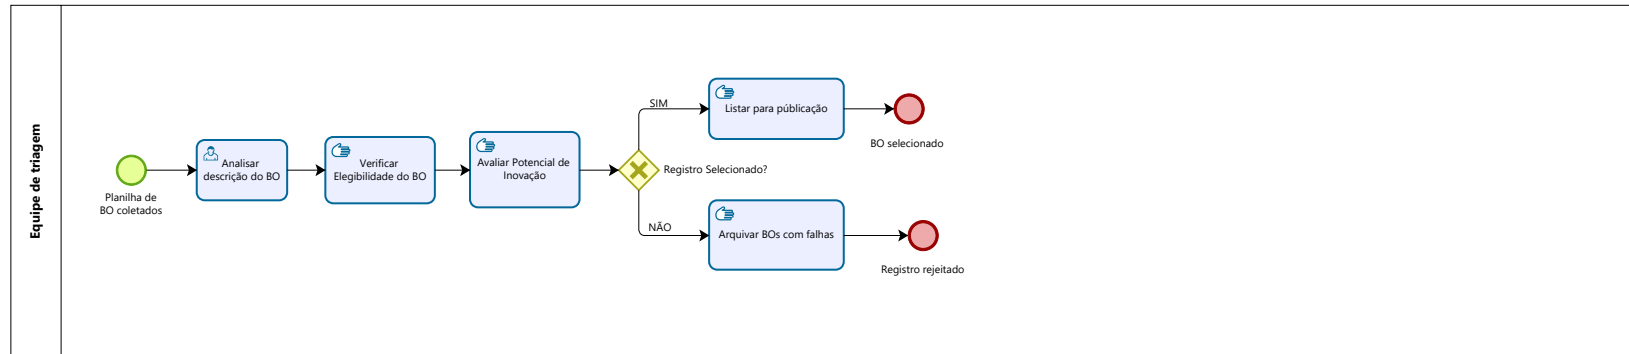 Equipe de triagem
Planilha de
BO coletados
Analisar
descrição do BO
Verificar
Elegibilidade do BO
Avaliar Potencial de
Inovação
Registro Selecionado?
SIM
Listar para públicação
BO selecionado
NÃO
Arquivar BOs com falhas
Registro rejeitado